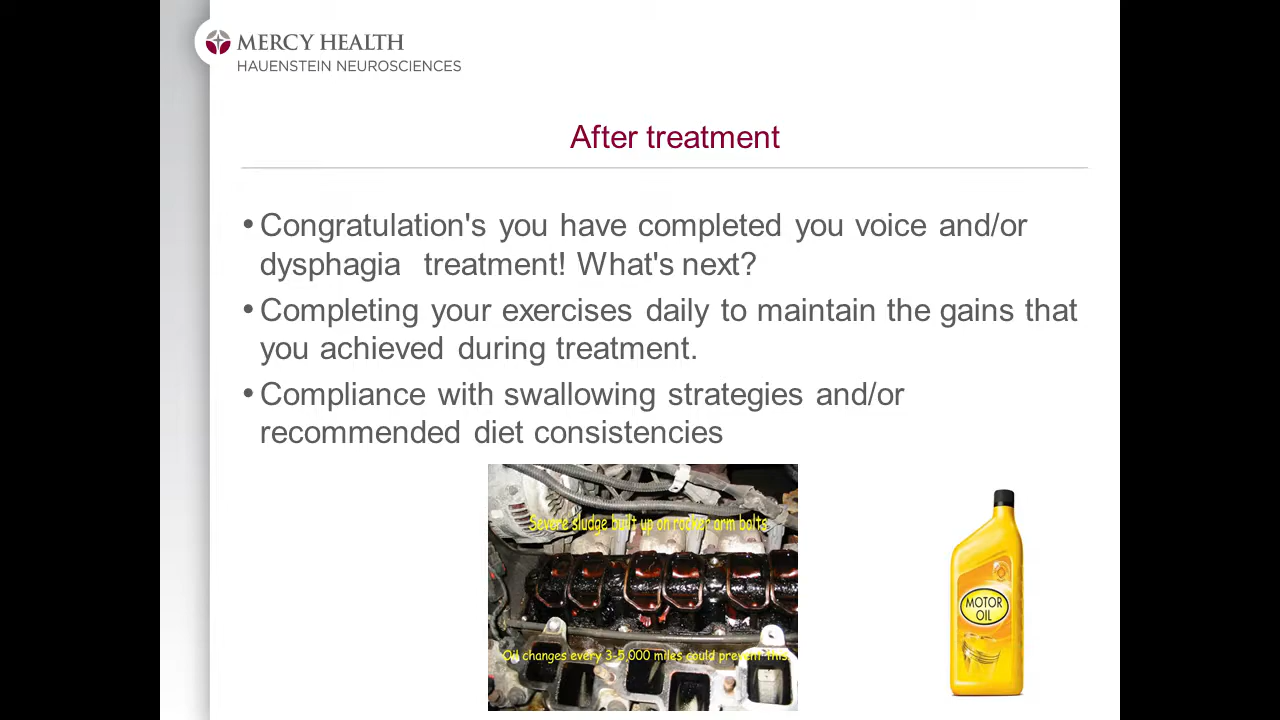 MERCY HEALTH
HAUENSTEIN NEUROSCIENCES
After treatment
• Congratulation's you have completed you voice and/or
dysphagia treatment! What's next?
• Completing your exercises daily to maintain the gains that
you achieved during treatment.
• Compliance with swallowing strategies and/or
recommended diet consistencies
Severe sludge built up on rocker arm bolts
Oil changes every 3-5,000 miles could prevent this.
MOTOR
OIL